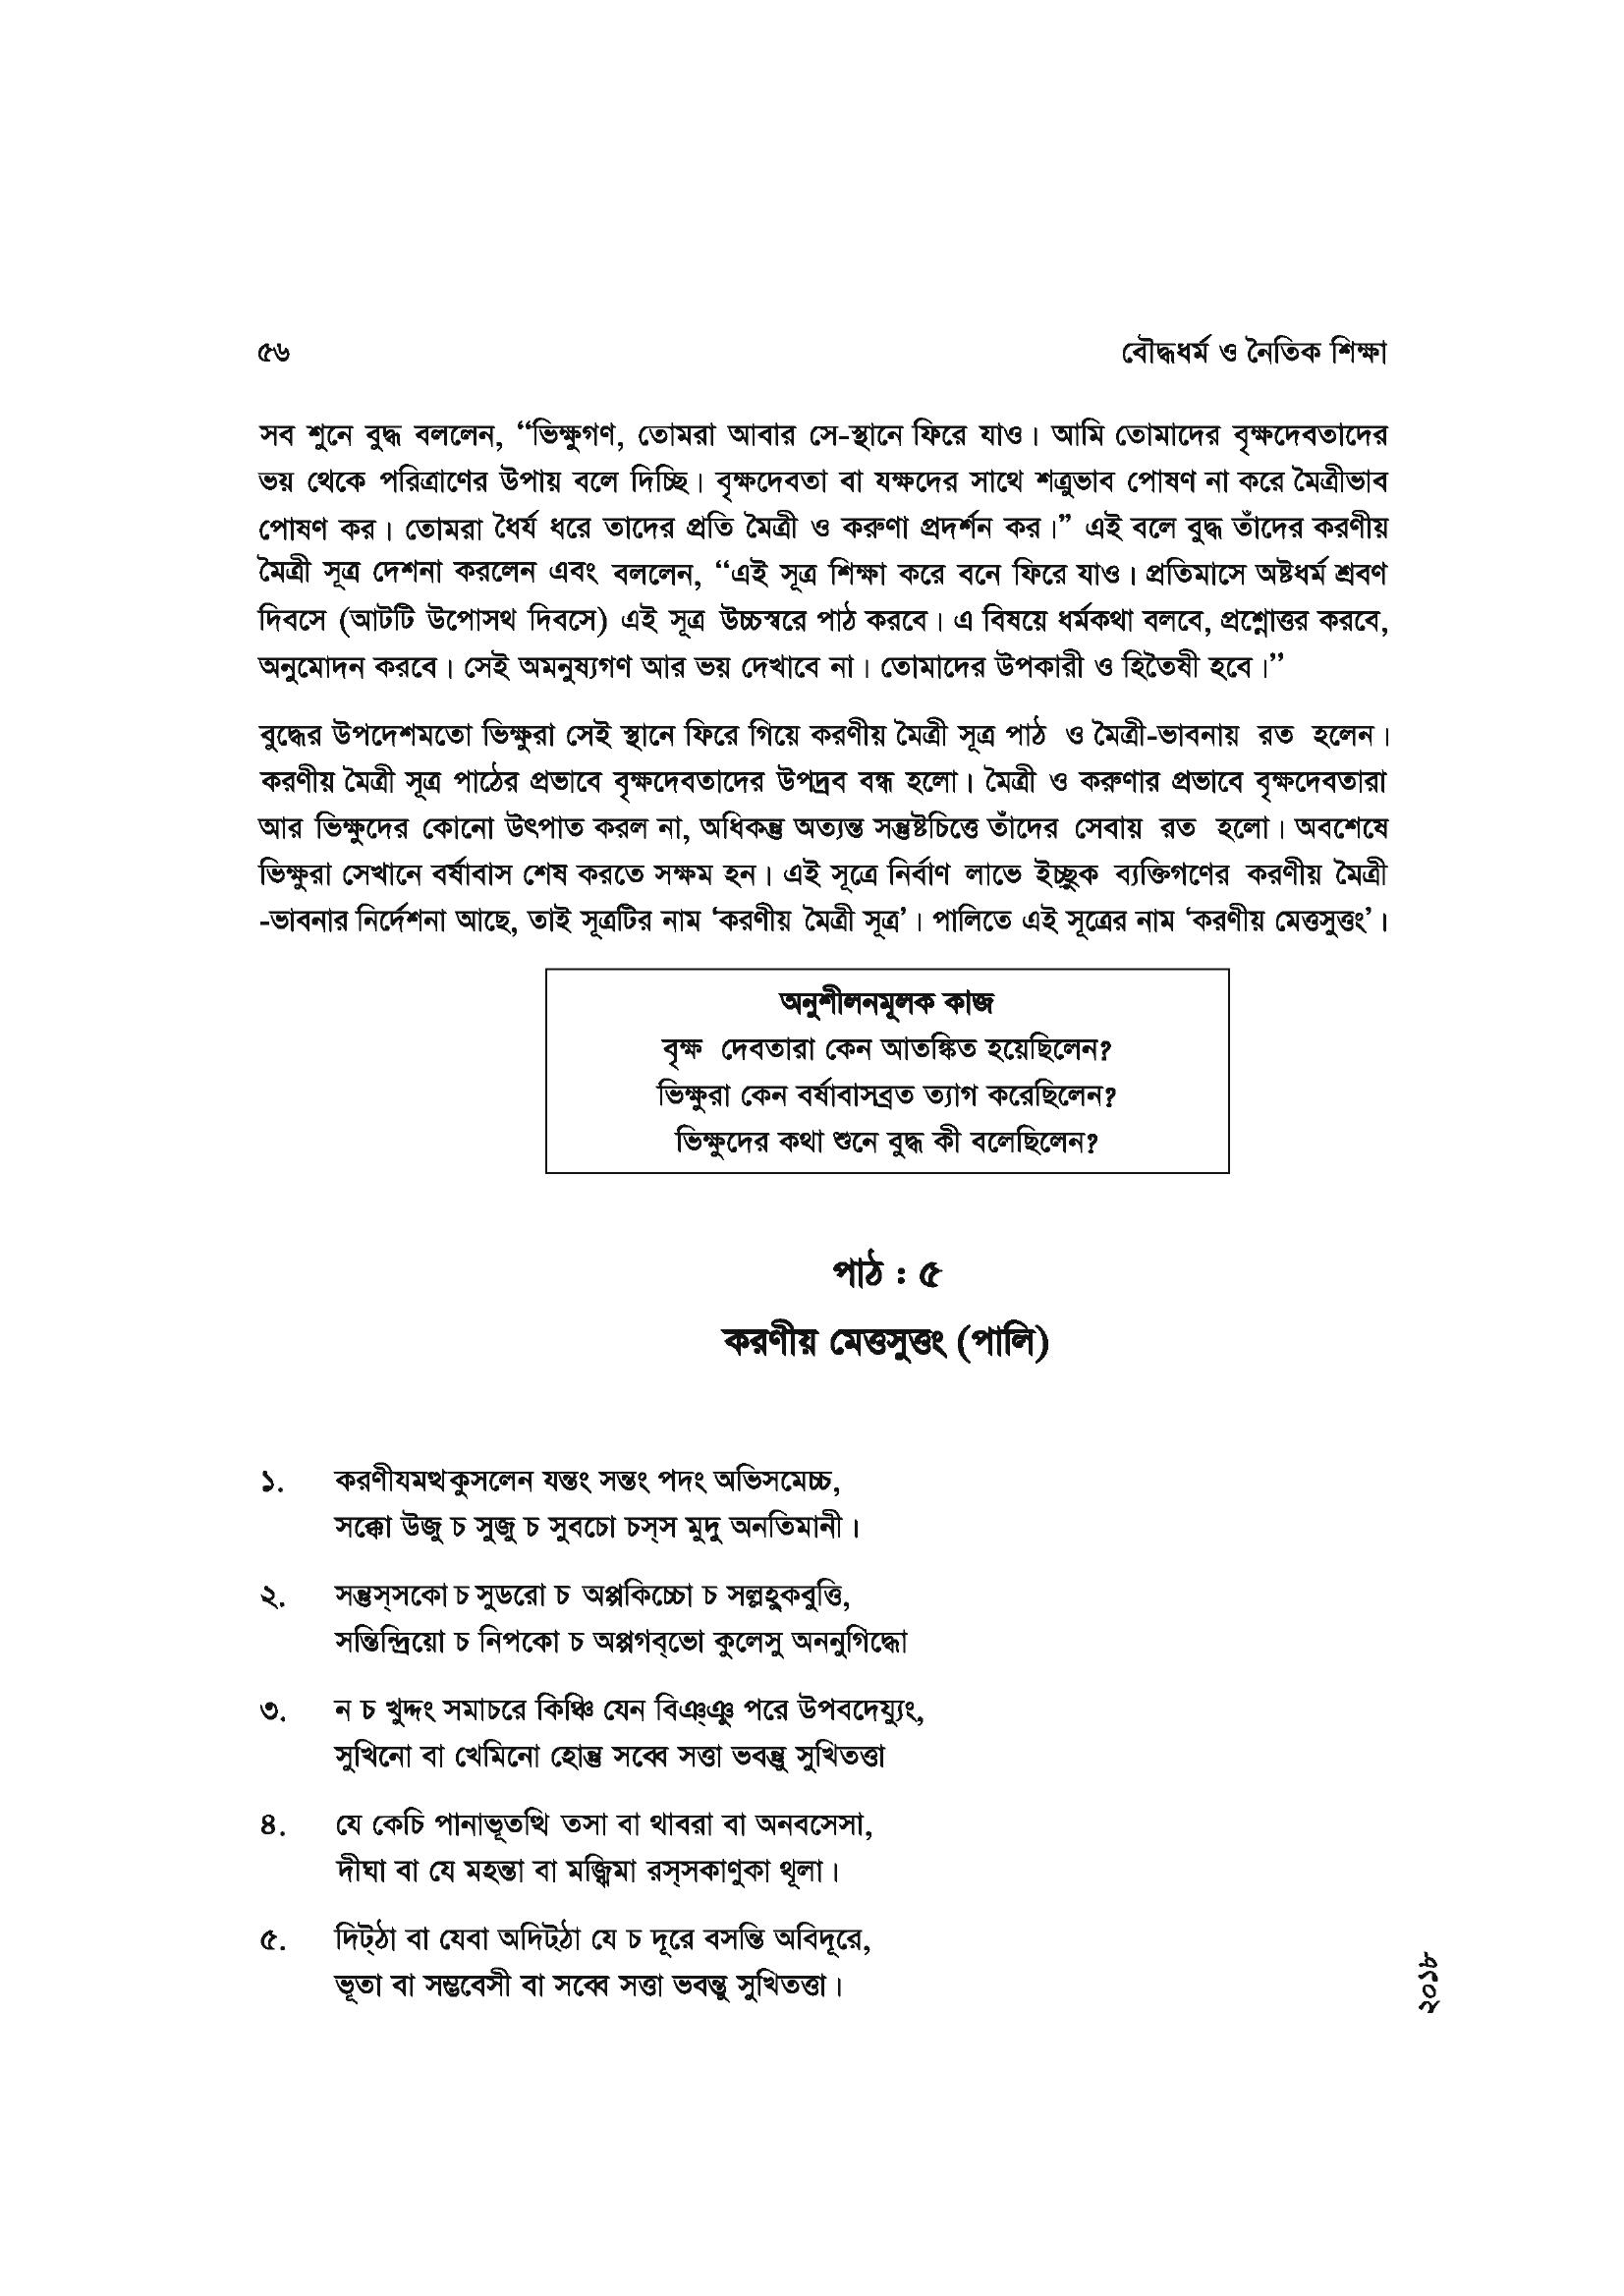 ৫৬
বৌদ্ধধর্ম ও নৈতিক শিক্ষা
সব শুনে বুদ্ধ বললেন, “ভিক্ষুগণ, তোমরা আবার সে-স্থানে ফিরে যাও। আমি তোমাদের বৃক্ষদেবতাদের
ভয় থেকে পরিত্রাণের উপায় বলে দিচ্ছি। বৃক্ষদেবতা বা যক্ষদের সাথে শত্রুভাব পোষণ না করে মৈত্রীভাব
পোষণ কর। তোমরা ধৈর্য ধরে তাদের প্রতি মৈত্রী ও করুণা প্রদর্শন কর।” এই বলে বুদ্ধ তাঁদের করণীয়
মৈত্রী সূত্র দেশনা করলেন এবং বললেন, “এই সূত্র শিক্ষা করে বনে ফিরে যাও। প্রতিমাসে অষ্টধর্ম শ্রবণ
দিবসে (আটটি উপোসথ দিবসে) এই সূত্র উচ্চস্বরে পাঠ করবে। এ বিষয়ে ধর্মকথা বলবে, প্রশ্নোত্তর করবে,
অনুমোদন করবে। সেই অমনুষ্যগণ আর ভয় দেখাবে না। তোমাদের উপকারী ও হিতৈষী হবে।”
বুদ্ধের উপদেশমতো ভিক্ষুরা সেই স্থানে ফিরে গিয়ে করণীয় মৈত্রী সূত্র পাঠ ও মৈত্রী-ভাবনায় রত হলেন।
করণীয় মৈত্রী সূত্র পাঠের প্রভাবে বৃক্ষদেবতাদের উপদ্রব বন্ধ হলো। মৈত্রী ও করুণার প্রভাবে বৃক্ষদেবতারা
আর ভিক্ষুদের কোনো উৎপাত করল না, অধিকন্তু অত্যন্ত সন্তুষ্টচিত্তে তাঁদের সেবায় রত হলো। অবশেষে
ভিক্ষুরা সেখানে বর্ষাবাস শেষ করতে সক্ষম হন। এই সূত্রে নির্বাণ লাভে ইচ্ছুক ব্যক্তিগণের করণীয় মৈত্রী
-ভাবনার নির্দেশনা আছে, তাই সূত্রটির নাম ‘করণীয় মৈত্রী সূত্র’। পালিতে এই সূত্রের নাম ‘করণীয় মেত্তসুত্তং’।
অনুশীলনমূলক কাজ
বৃক্ষ দেবতারা কেন আতঙ্কিত হয়েছিলেন?
ভিক্ষুরা কেন বর্ষাবাসব্রত ত্যাগ করেছিলেন?
ভিক্ষুদের কথা শুনে বুদ্ধ কী বলেছিলেন?
পাঠ : ৫
করণীয় মেত্তসুত্তং (পালি)
১. করণীযমত্থকুসলেন যন্তং সন্তং পদং অভিসমেচ্চ,
সক্কো উজু চ সুজু চ সুবচো চস্‌স মুদু অনতিমানী।
২. সন্তুস্‌সকো চ সুডরো চ অপ্পকিচ্চো চ সল্লহুকবুত্তি,
সন্তিন্দ্রিয়ো চ নিপকো চ অপ্পগব্‌ভো কুলেসু অননুগিদ্ধো
৩. ন চ খুদ্দং সমাচরে কিঞ্চি যেন বিঞ্‌ঞু পরে উপবদেয্যুং,
সুখিনো বা খেমিনো হোন্তু সব্বে সত্তা ভবন্তু সুখিতত্তা
৪. যে কেচি পানাভূতত্থি তসা বা থাবরা বা অনবসেসা,
দীঘা বা যে মহন্তা বা মজ্ঝিমা রস্‌সকাণুকা থূলা।
৫. দিট্‌ঠা বা যেবা অদিট্‌ঠা যে চ দূরে বসন্তি অবিদূরে,
ভূতা বা সম্ভবেসী বা সব্বে সত্তা ভবন্তু সুখিতত্তা।
২০১৮